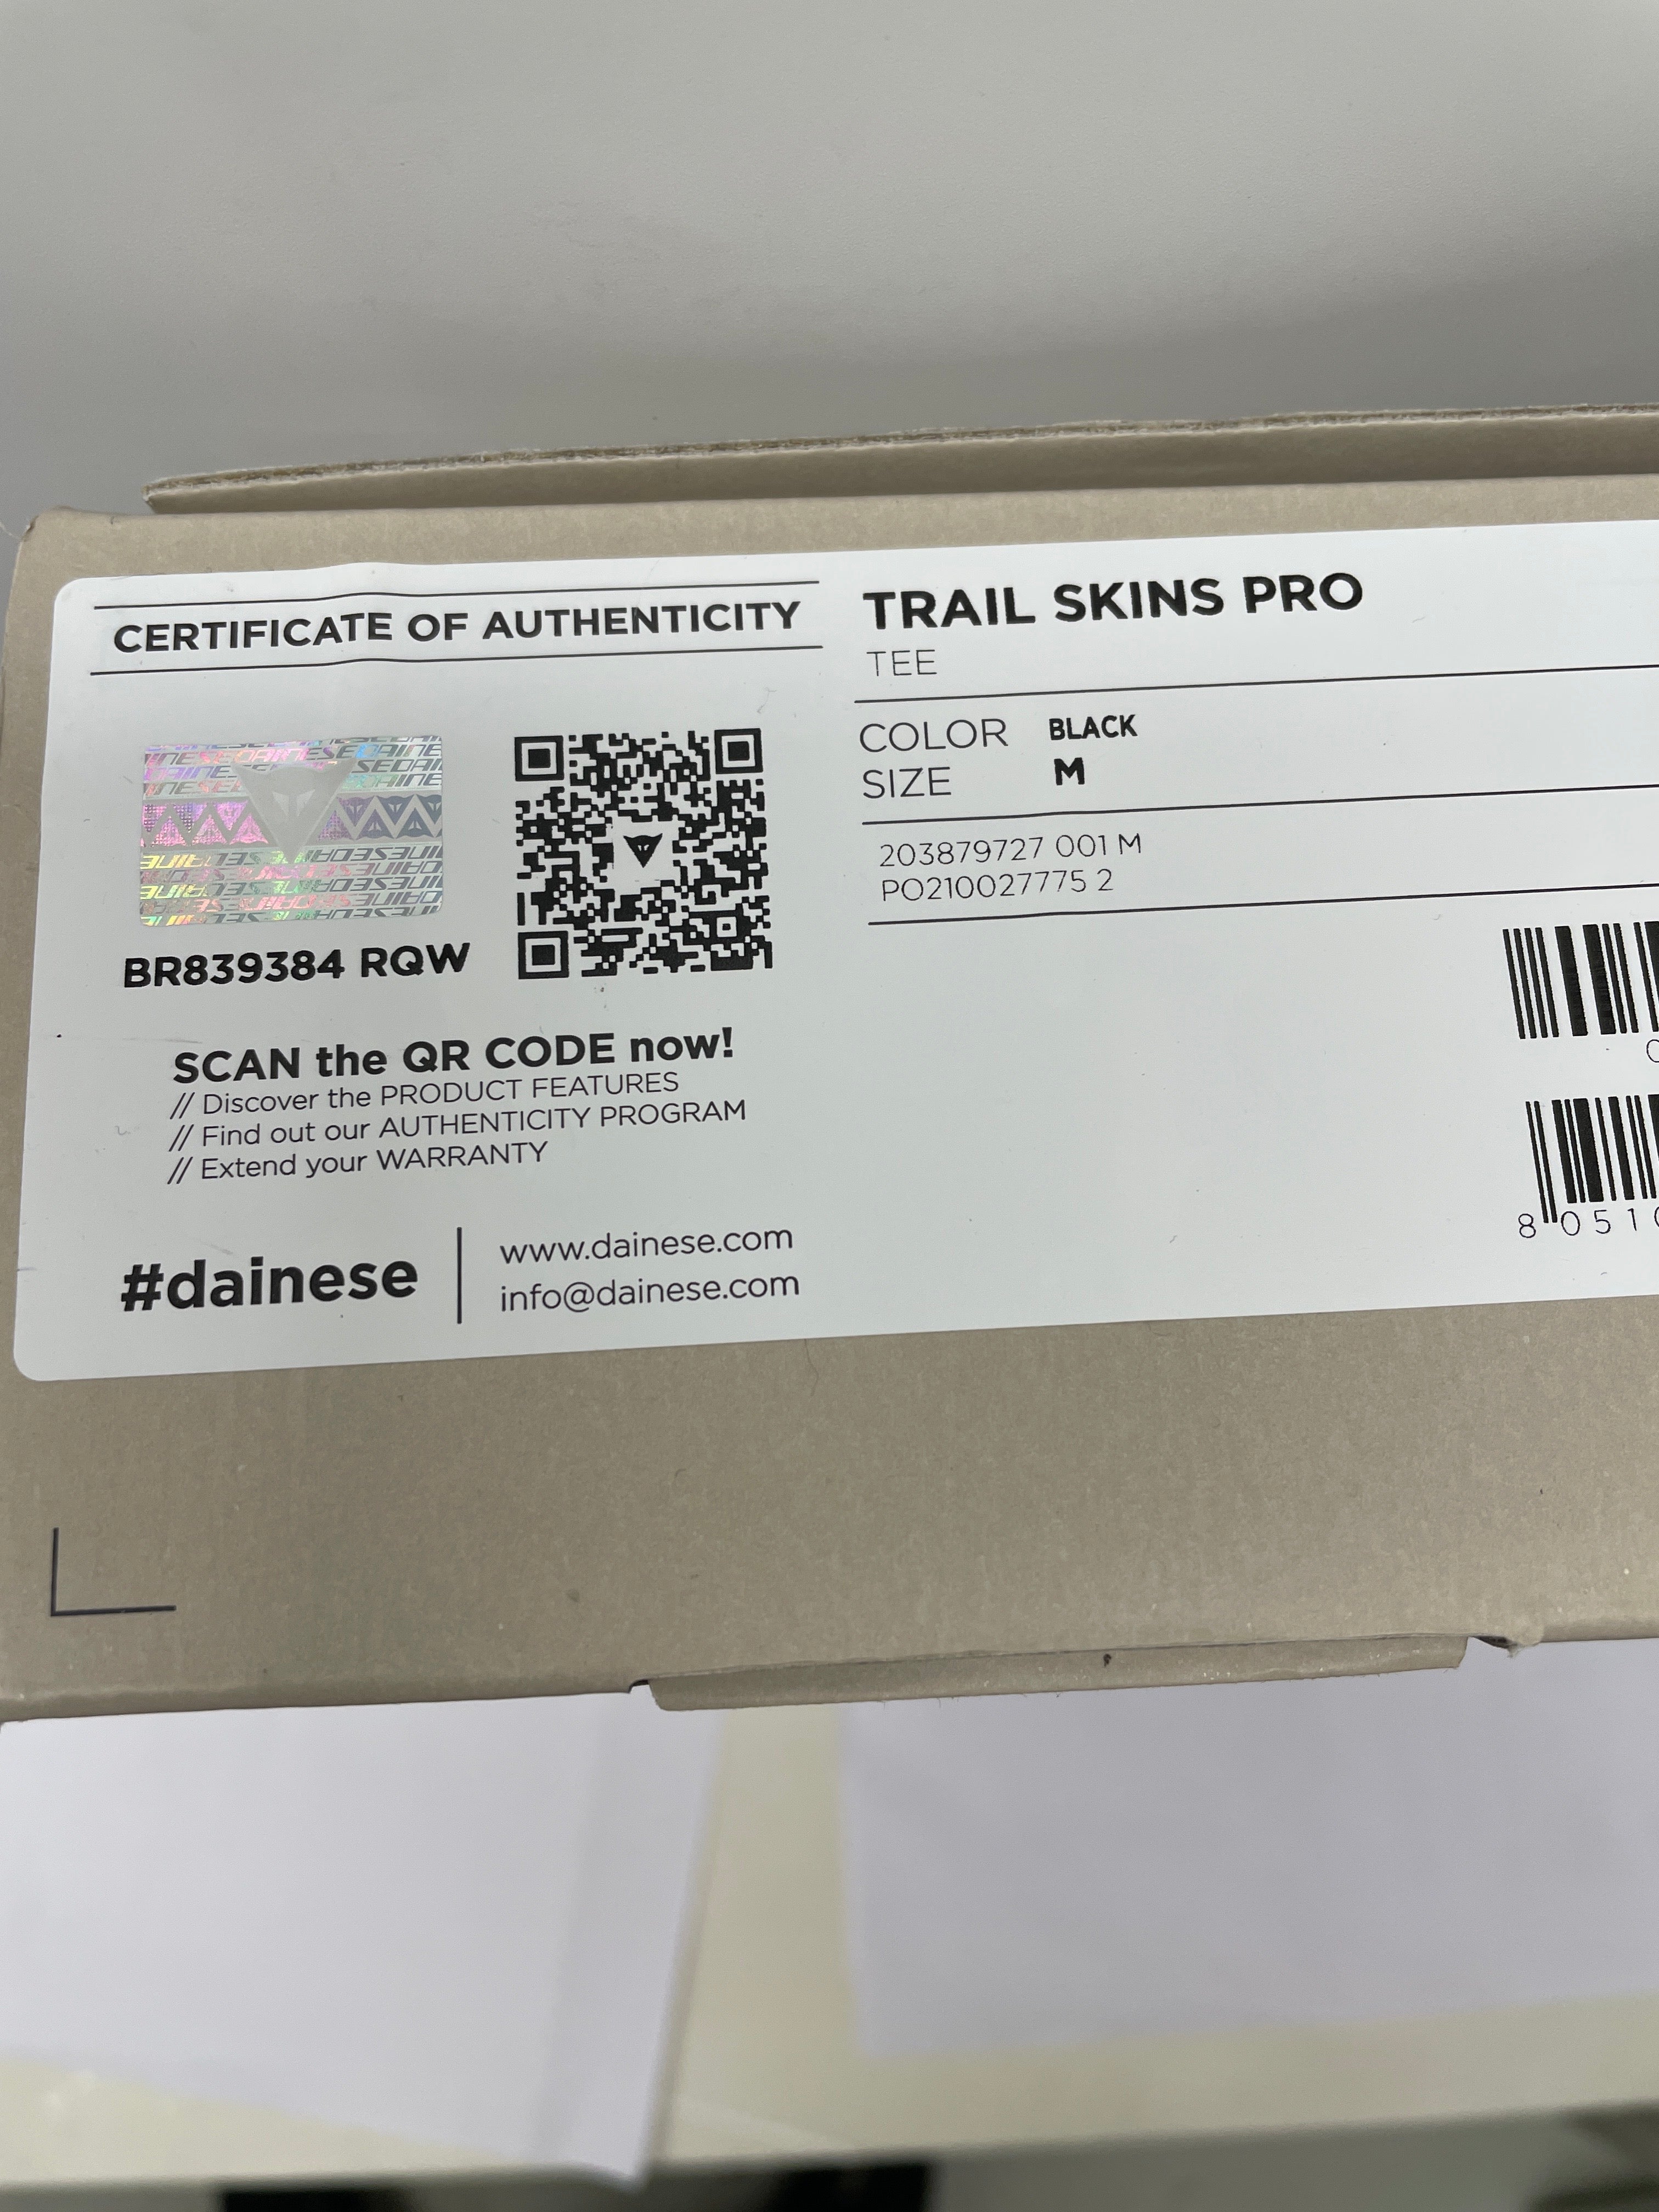 CERTIFICATE OF AUTHENTICITY
BR839384 RQW
SCAN the QR CODE now!
// Discover the PRODUCT FEATURES
// Find out our AUTHENTICITY PROGRAM
// Extend your WARRANTY
#dainese
www.dainese.com
info@dainese.com
TRAIL SKINS PRO
TEE
COLOR BLACK
SIZE M
203879727 001 M
PO210027775 2
8 051